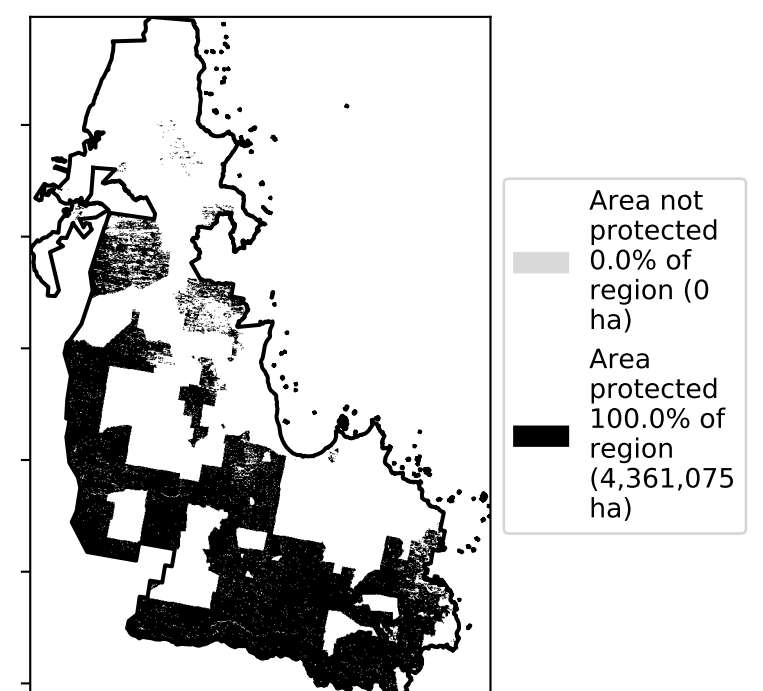 Area not
protected
0.0% of
region (0
ha)
Area
protected
100.0% of
region
(4,361,075
ha)